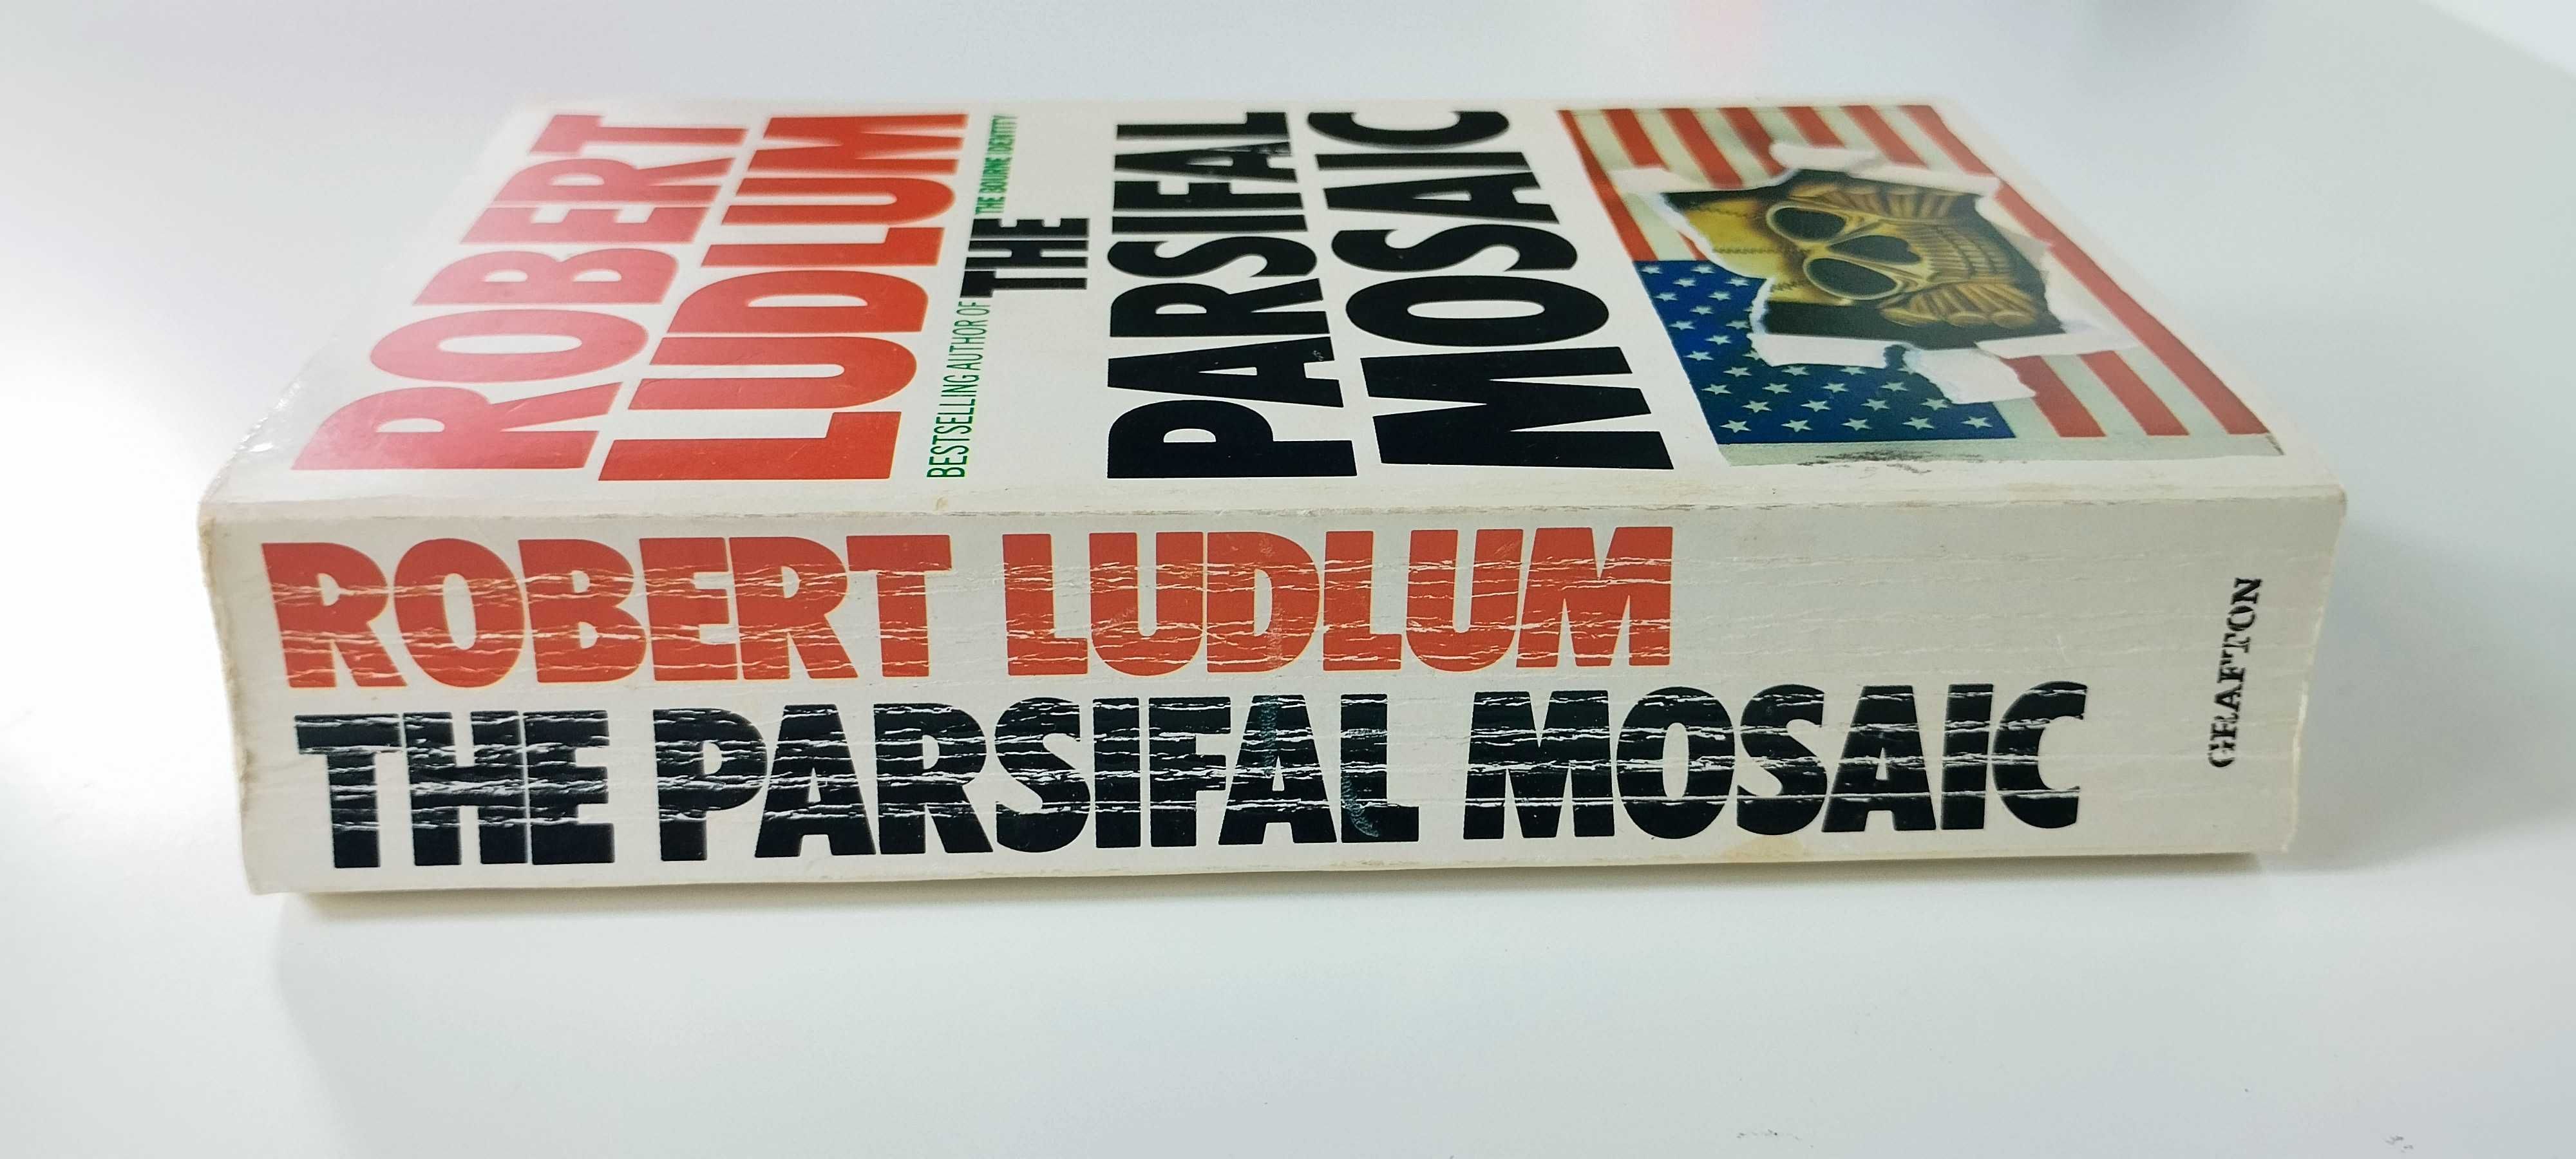 ROBERT
LUDLUM
BESTSELLING AUTHOR OF THE BOURNE IDENTITY
THE
PARSIFAL
MOSAIC
ROBERT LUDLUM
THE PARSIFAL MOSAIC
GRAFTON